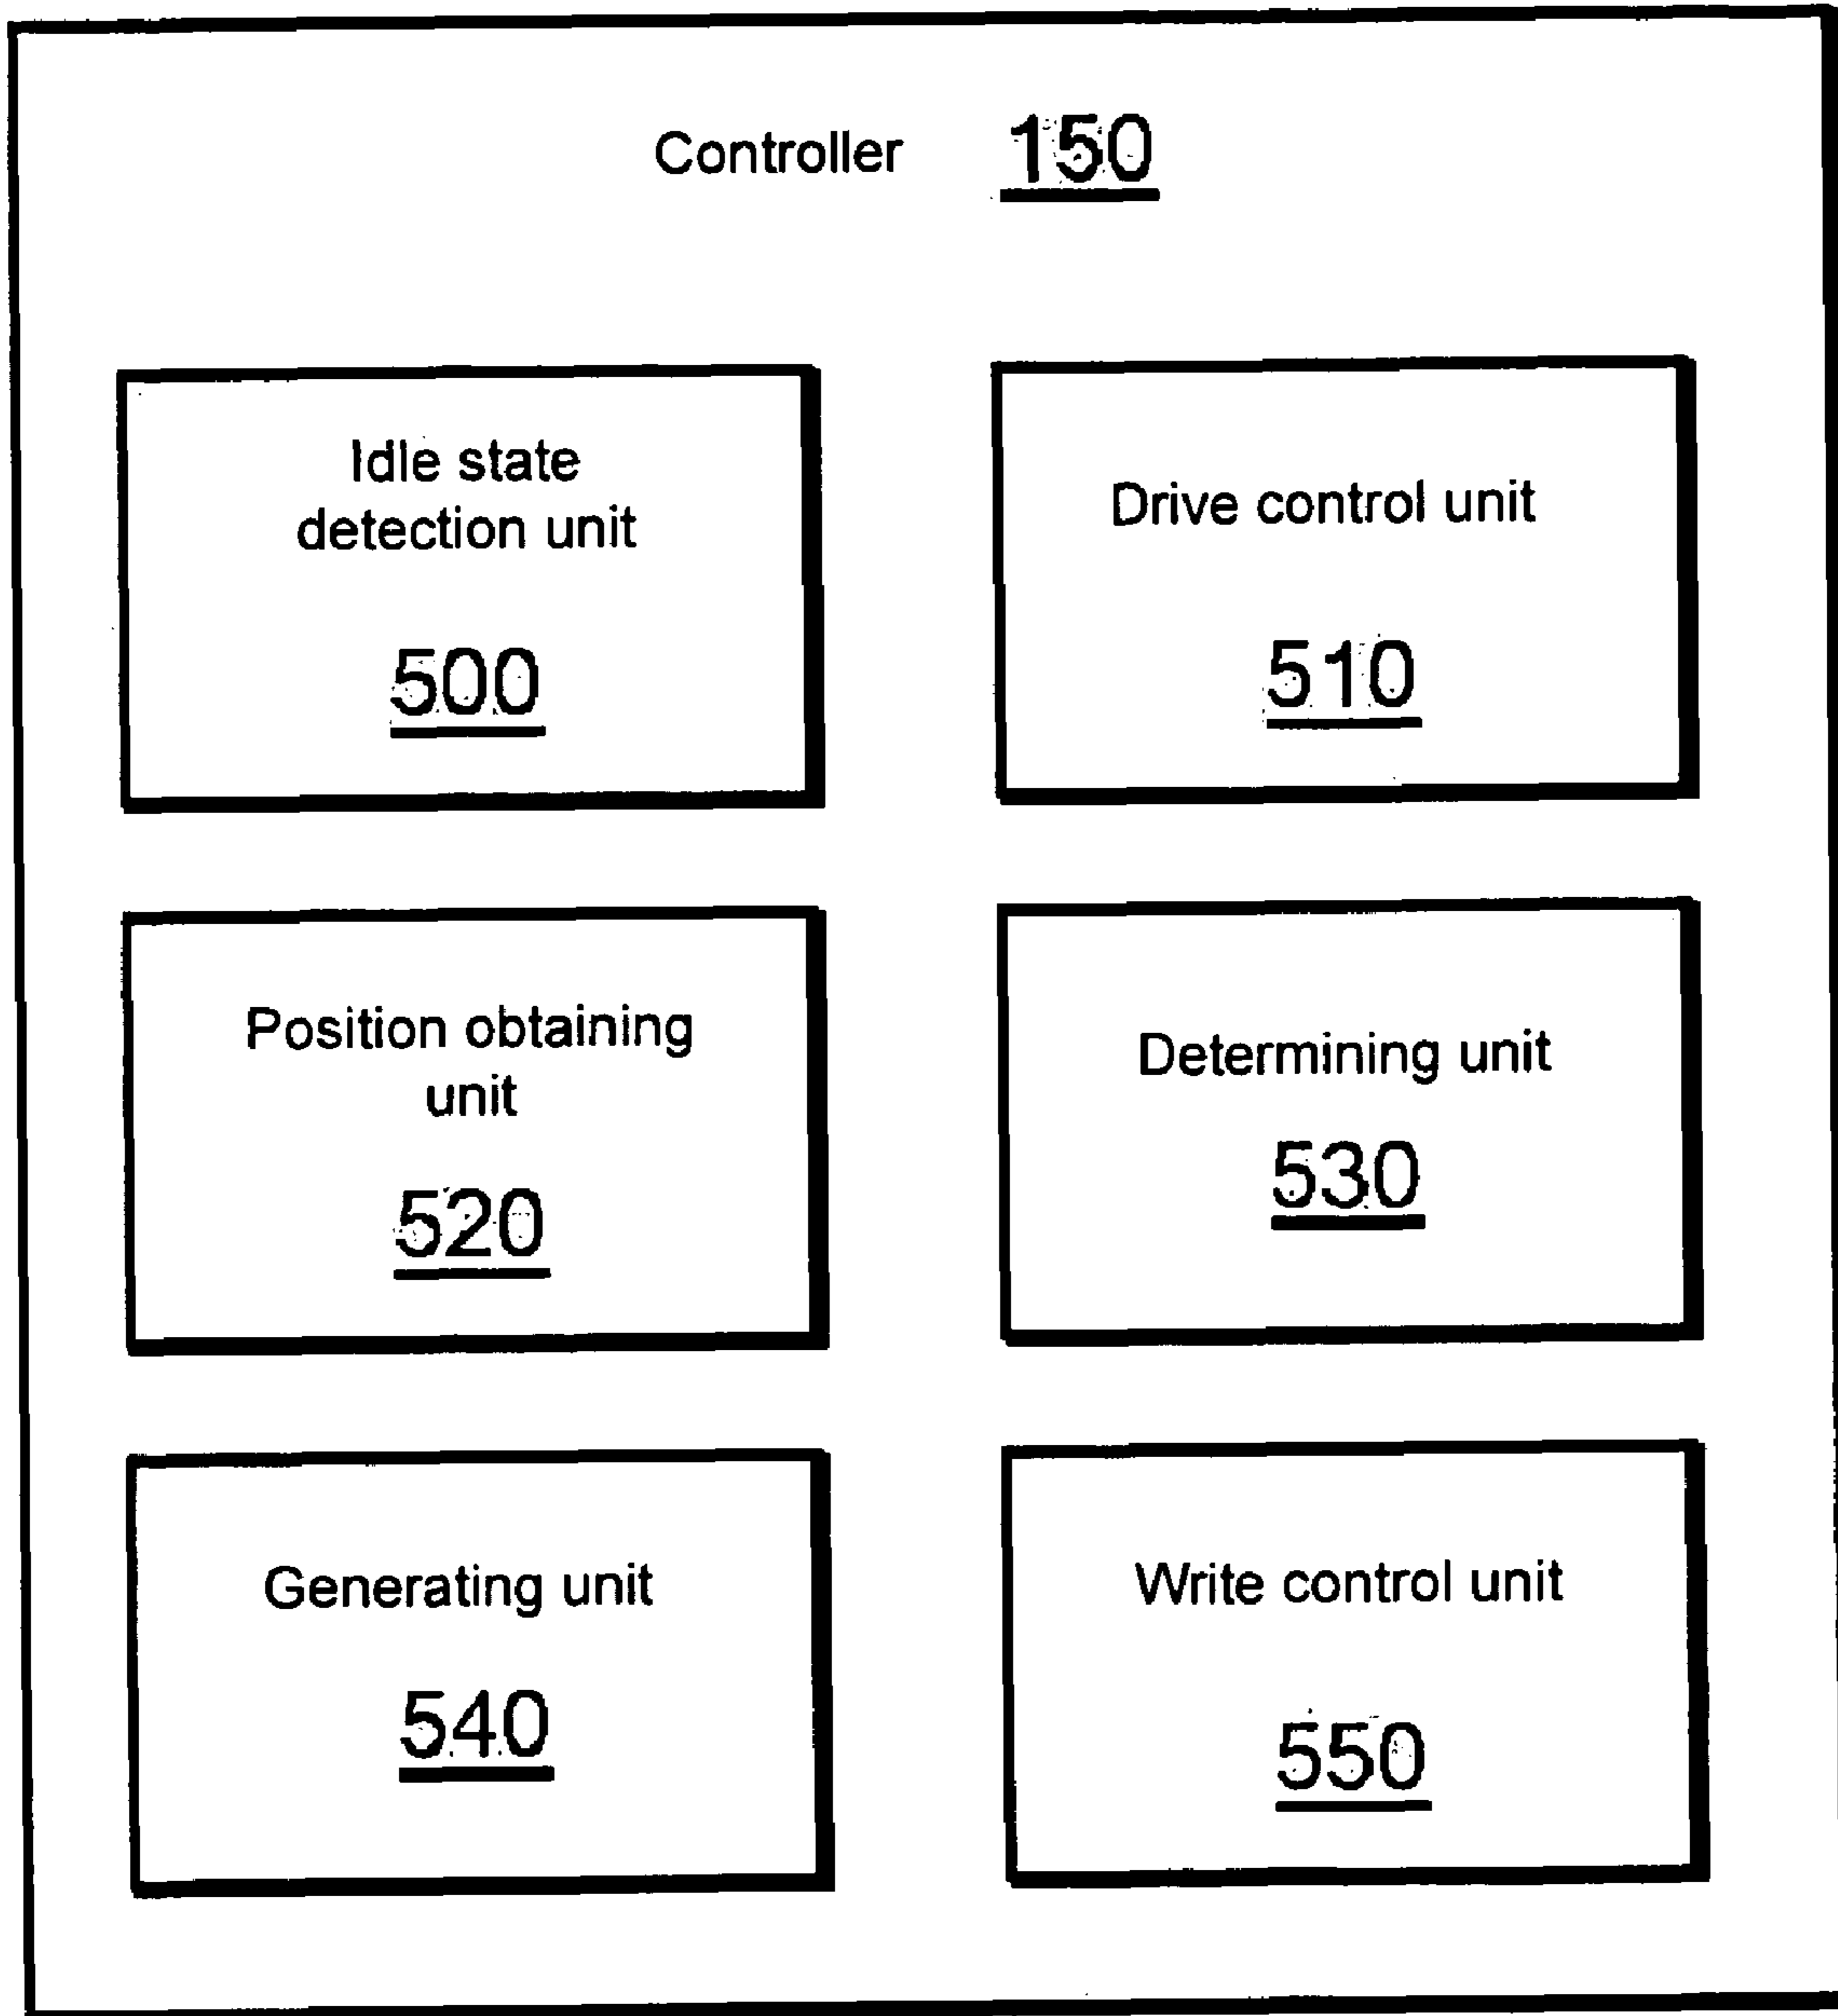 Controller 150
Idle state
detection unit
500
Drive control unit
510
Position obtaining
unit
520
Determining unit
530
Generating unit
540
Write control unit
550